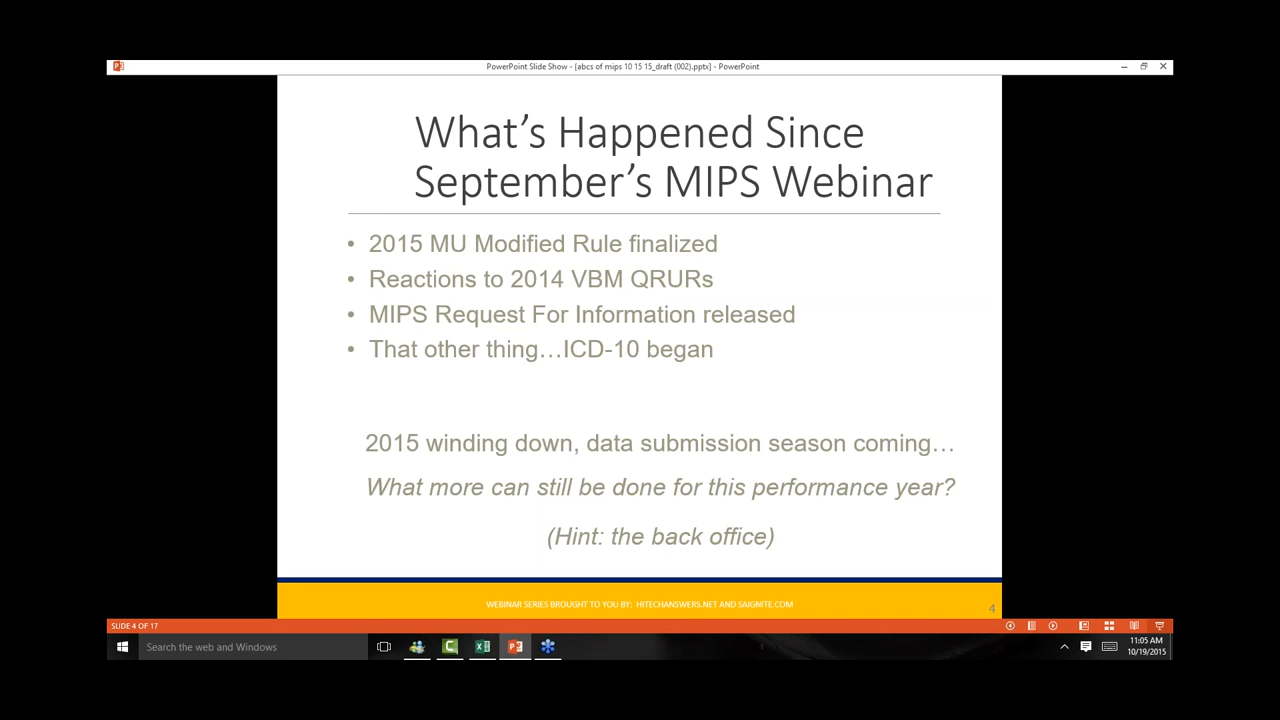 PowerPoint Slide Show - [abcs of mips 10 15 15_draft (002).pptx] - PowerPoint
What's Happened Since
September's MIPS Webinar
• 2015 MU Modified Rule finalized
• Reactions to 2014 VBM QRURs
• MIPS Request For Information released
• That other thing…ICD-10 began
2015 winding down, data submission season coming…
What more can still be done for this performance year?
(Hint: the back office)
WEBINAR SERIES BROUGHT TO YOU BY: HITECHANSWERS.NET AND SAIGNITE.COM
4
SLIDE 4 OF 17
Search the web and Windows
11:05 AM
10/19/2015